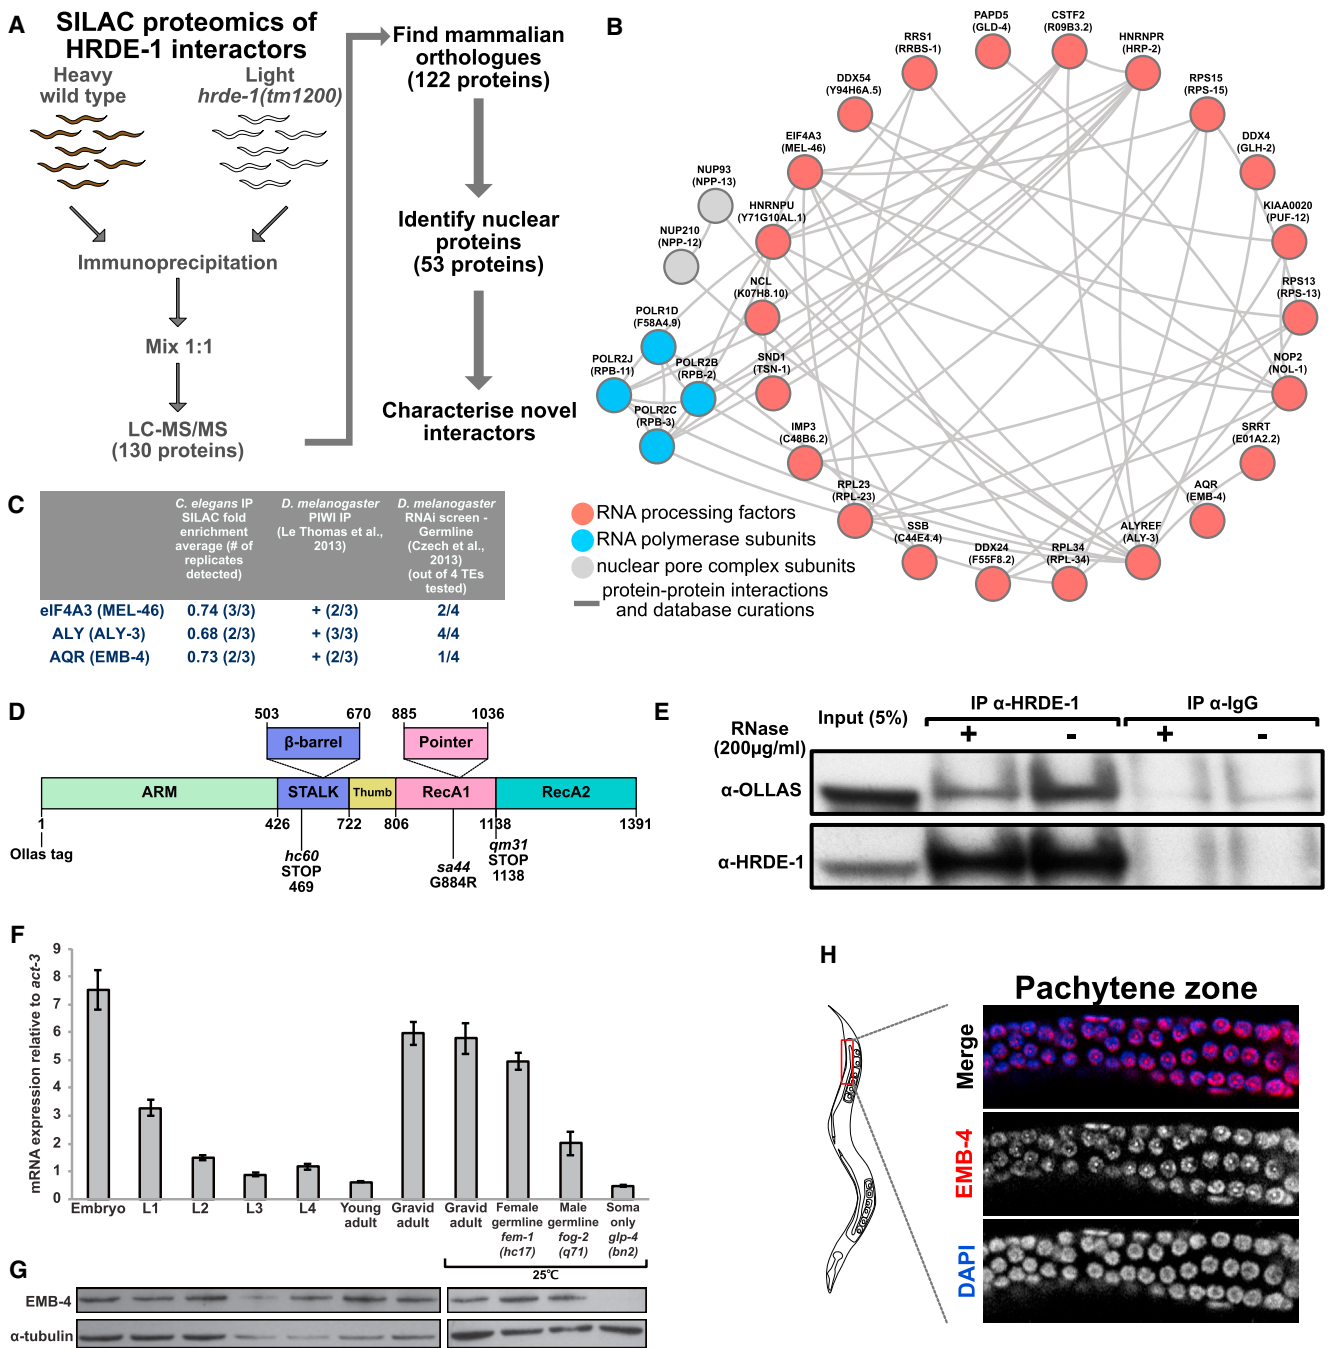 A
SILAC proteomics of
HRDE-1 interactors
Heavy
wild type
Light
hrde-1(tm1200)
Immunoprecipitation
Mix 1:1
LC-MS/MS
(130 proteins)
Find mammalian
orthologues
(122 proteins)
Identify nuclear
proteins
(53 proteins)
Characterise novel
interactors
B
PAPD5
(GLD-4)
CSTF2
(R09B3.2)
HNRNPR
(HRP-2)
RRS1
(RRBS-1)
RPS15
(RPS-15)
DDX54
(Y94H6A.5)
DDX4
(GLH-2)
EIF4A3
(MEL-46)
NUP93
(NPP-13)
HNRNPU
(Y71G10AL.1)
KIAA0020
(PUF-12)
NUP210
(NPP-12)
NCL
(K07H8.10)
RPS13
(RPS-13)
POLR1D
(F58A4.9)
POLR2J
(RPB-11)
POLR2B
(RPB-2)
SND1
(TSN-1)
NOP2
(NOL-1)
POLR2C
(RPB-3)
IMP3
(C48B6.2)
SRRT
(E01A2.2)
RPL23
(RPL-23)
AQR
(EMB-4)
SSB
(C44E4.4)
DDX24
(F55F8.2)
RPL34
(RPL-34)
ALYREF
(ALY-3)
RNA processing factors
RNA polymerase subunits
nuclear pore complex subunits
protein-protein interactions
and database curations
C
C. elegans IP
SILAC fold
enrichment
average (# of
replicates
detected)
D. melanogaster
PIWI IP
(Le Thomas et al.,
2013)
D. melanogaster
RNAi screen -
Germline
(Czech et al.,
2013)
(out of 4 TEs
tested)
eIF4A3 (MEL-46) 0.74 (3/3) + (2/3) 2/4
ALY (ALY-3) 0.68 (2/3) + (3/3) 4/4
AQR (EMB-4) 0.73 (2/3) + (2/3) 1/4
D
503 670 885 1036
β-barrel Pointer
ARM STALK Thumb RecA1 RecA2
1 426 722 806 1138 1391
Ollas tag
hc60
STOP
469
sa44
G884R
qm31
STOP
1138
E
Input (5%)
IP α-HRDE-1
IP α-IgG
RNase
(200µg/ml)
+ - + -
α-OLLAS
α-HRDE-1
F
mRNA expression relative to act-3
9
8
7
6
5
4
3
2
1
0
Embryo
L1
L2
L3
L4
Young
adult
Gravid
adult
Gravid
adult
Female
germline
fem-1
(hc17)
Male
germline
fog-2
(q71)
Soma
only
glp-4
(bn2)
25℃
G
EMB-4
α-tubulin
H
Pachytene zone
Merge
EMB-4
DAPI